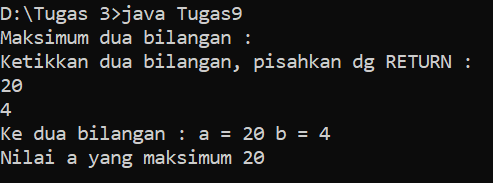 D:\Tugas 3>java Tugas9
Maksimum dua bilangan :
Ketikkan dua bilangan, pisahkan dg RETURN :
20
4
Ke dua bilangan : a = 20 b = 4
Nilai a yang maksimum 20